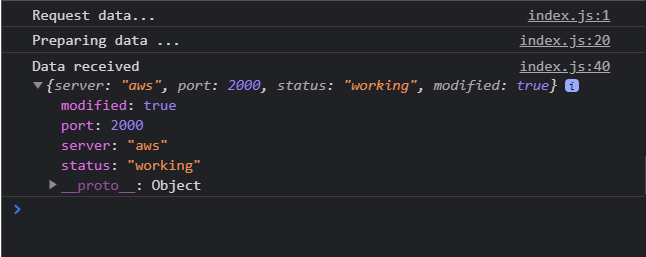 Request data... index.js:1
Preparing data ... index.js:20
Data received index.js:40
{server: "aws", port: 2000, status: "working", modified: true} i
modified: true
port: 2000
server: "aws"
status: "working"
__proto__: Object
>